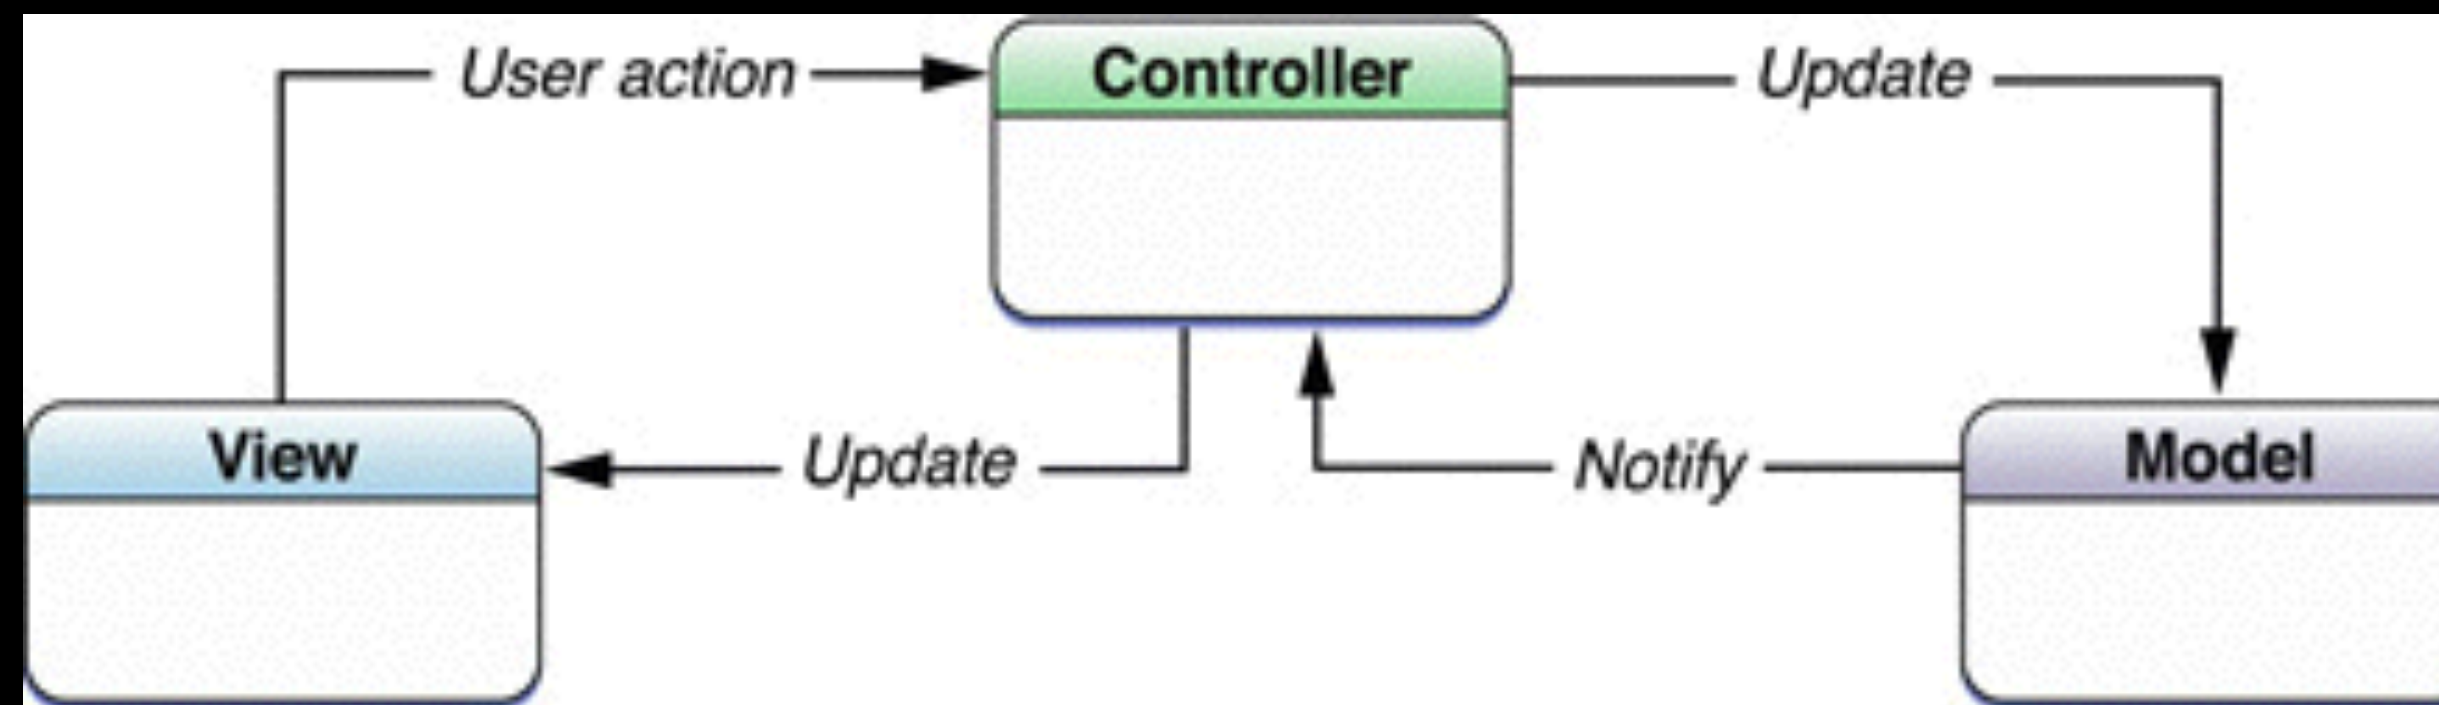 User action
Controller
Update
View
Update
Notify
Model